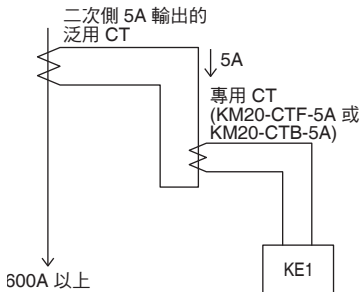 二次側 5A 輸出的
泛用 CT
5A
專用 CT
(KM20-CTF-5A 或
KM20-CTB-5A)
600A 以上
KE1